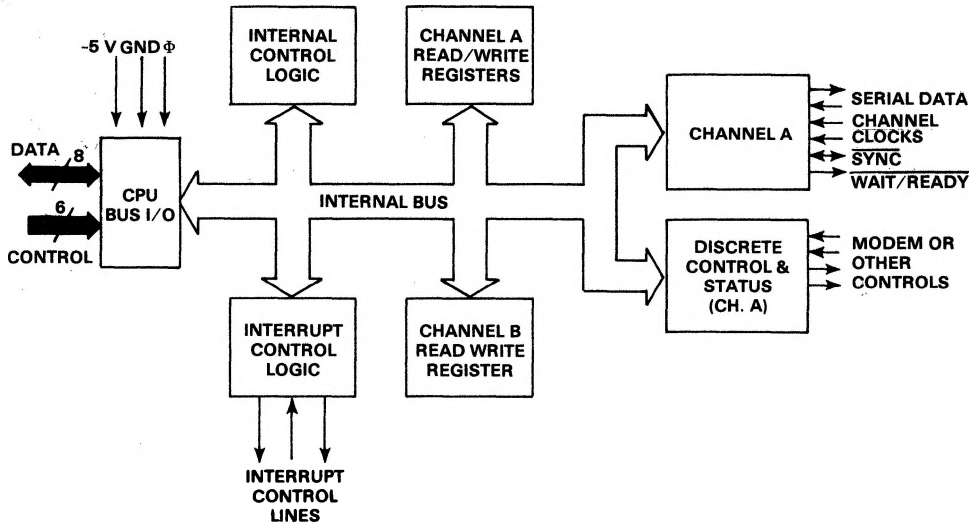 -5 V GND Φ
DATA
8
CPU
BUS I/O
6
CONTROL
INTERNAL
CONTROL
LOGIC
CHANNEL A
READ/WRITE
REGISTERS
INTERNAL BUS
INTERRUPT
CONTROL
LOGIC
CHANNEL B
READ WRITE
REGISTER
INTERRUPT
CONTROL
LINES
CHANNEL A
SERIAL DATA
CHANNEL
CLOCKS
SYNC
WAIT/READY
DISCRETE
CONTROL &
STATUS
(CH. A)
MODEM OR
OTHER
CONTROLS